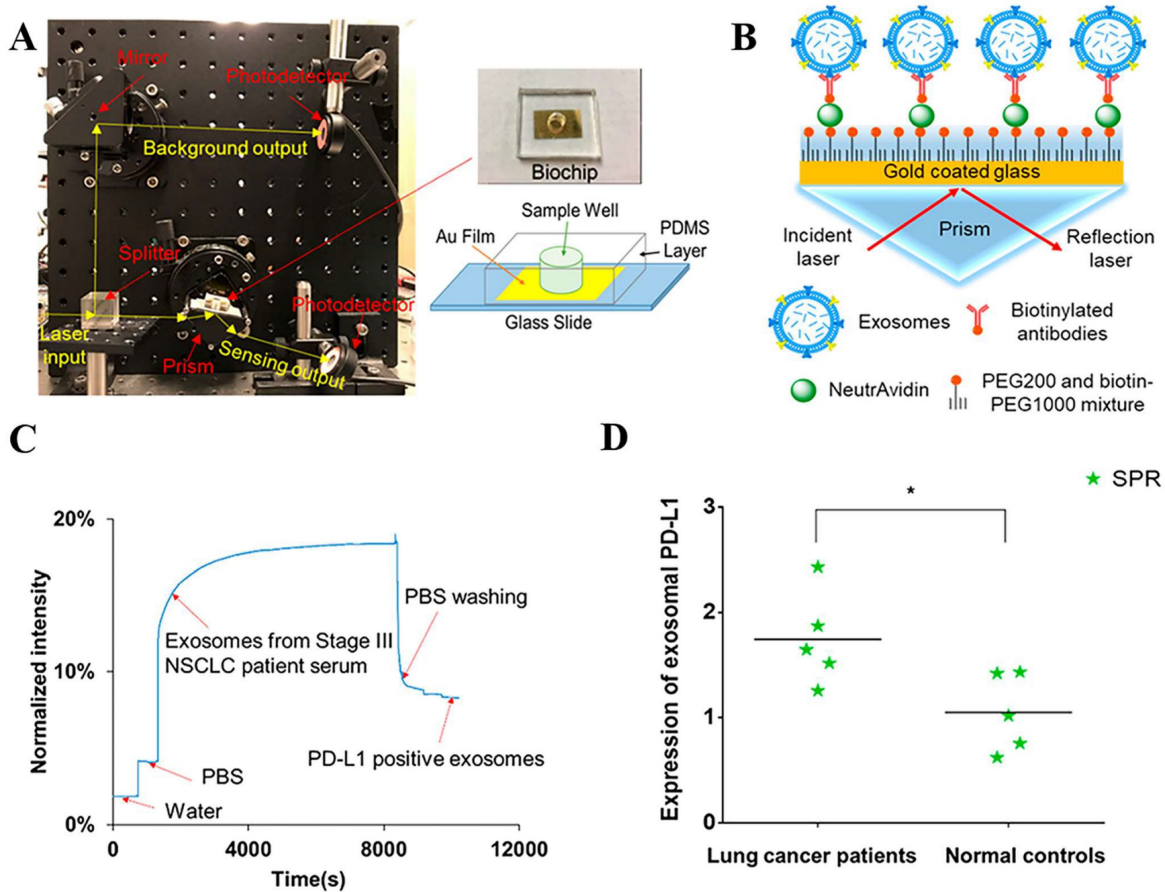 A
Mirror
Photodetector
Background output
Splitter
Photodetector
Laser
input
Prism
Sensing output
Biochip
Sample Well
Au Film
PDMS
Layer
Glass Slide
B
Gold coated glass
Prism
Incident
laser
Reflection
laser
Exosomes
Biotinylated
antibodies
NeutrAvidin
PEG200 and biotin-
PEG1000 mixture
C
Normalized intensity
20%
10%
0%
Exosomes from Stage III
NSCLC patient serum
PBS washing
PD-L1 positive exosomes
PBS
Water
0
4000
8000
12000
Time(s)
D
SPR
*
Expression of exosomal PD-L1
3
2
1
0
Lung cancer patients
Normal controls